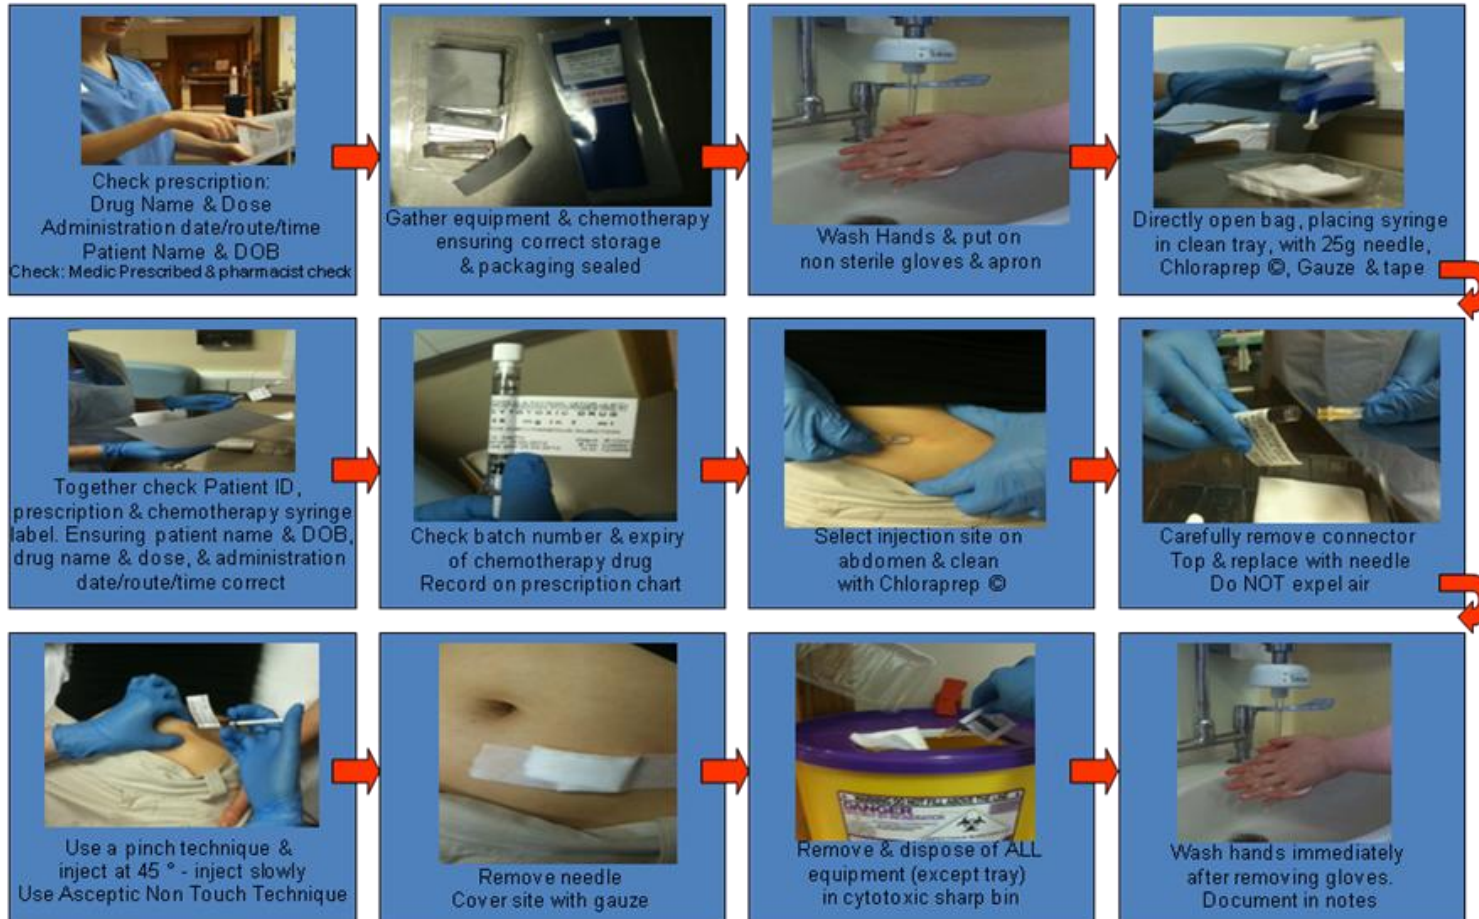 Check prescription:
Drug Name & Dose
Administration date/route/time
Patient Name & DOB
Check: Medic Prescribed & pharmacist check
Gather equipment & chemotherapy
ensuring correct storage
& packaging sealed
Wash Hands & put on
non sterile gloves & apron
Directly open bag, placing syringe
in clean tray, with 25g needle,
Chloraprep ©, Gauze & tape
Together check Patient ID,
prescription & chemotherapy syringe
label. Ensuring patient name & DOB,
drug name & dose, & administration
date/route/time correct
CYTOTOXIC DRUG
Check batch number & expiry
of chemotherapy drug
Record on prescription chart
Select injection site on
abdomen & clean
with Chloraprep ©
Carefully remove connector
Top & replace with needle
Do NOT expel air
Use a pinch technique &
inject at 45 ° - inject slowly
Use Asceptic Non Touch Technique
Remove needle
Cover site with gauze
DANGER
Remove & dispose of ALL
equipment (except tray)
in cytotoxic sharp bin
Wash hands immediately
after removing gloves.
Document in notes